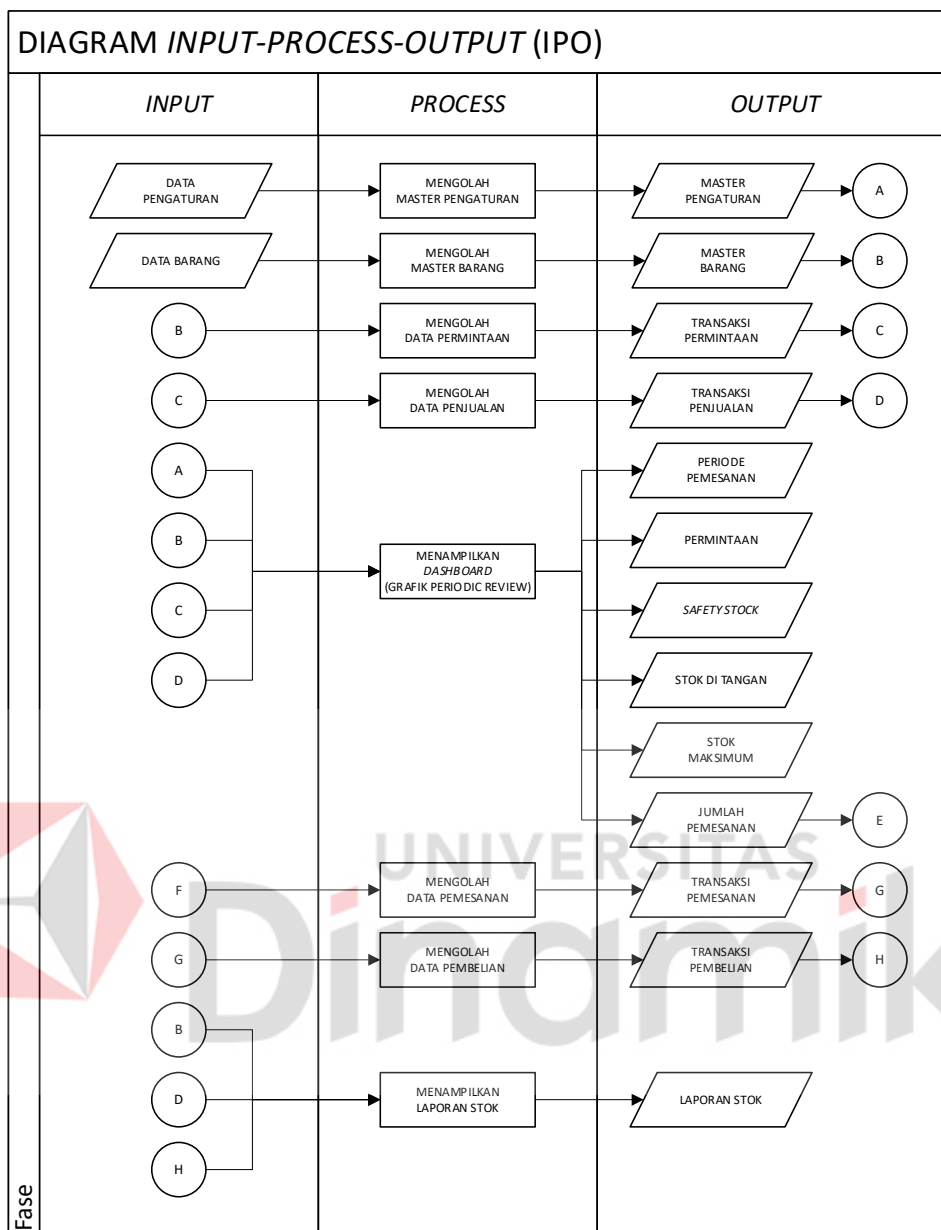 DIAGRAM INPUT-PROCESS-OUTPUT (IPO)
INPUT
PROCESS
OUTPUT
DATA
PENGATURAN
MENGOLAH
MASTER PENGATURAN
MASTER
PENGATURAN
A
DATA BARANG
MENGOLAH
MASTER BARANG
MASTER
BARANG
B
B
MENGOLAH
DATA PERMINTAAN
TRANSAKSI
PERMINTAAN
C
C
MENGOLAH
DATA PENJUALAN
TRANSAKSI
PENJUALAN
D
A
B
C
D
MENAMPILKAN
DASHBOARD
(GRAFIK PERIODIC REVIEW)
PERIODE
PEMESANAN
PERMINTAAN
SAFETY STOCK
STOK DI TANGAN
STOK
MAKSIMUM
JUMLAH
PEMESANAN
E
F
MENGOLAH
DATA PEMESANAN
TRANSAKSI
PEMESANAN
G
G
MENGOLAH
DATA PEMBELIAN
TRANSAKSI
PEMBELIAN
H
B
D
H
MENAMPILKAN
LAPORAN STOK
LAPORAN STOK
Fase
UNIVERSITAS
Dinamik